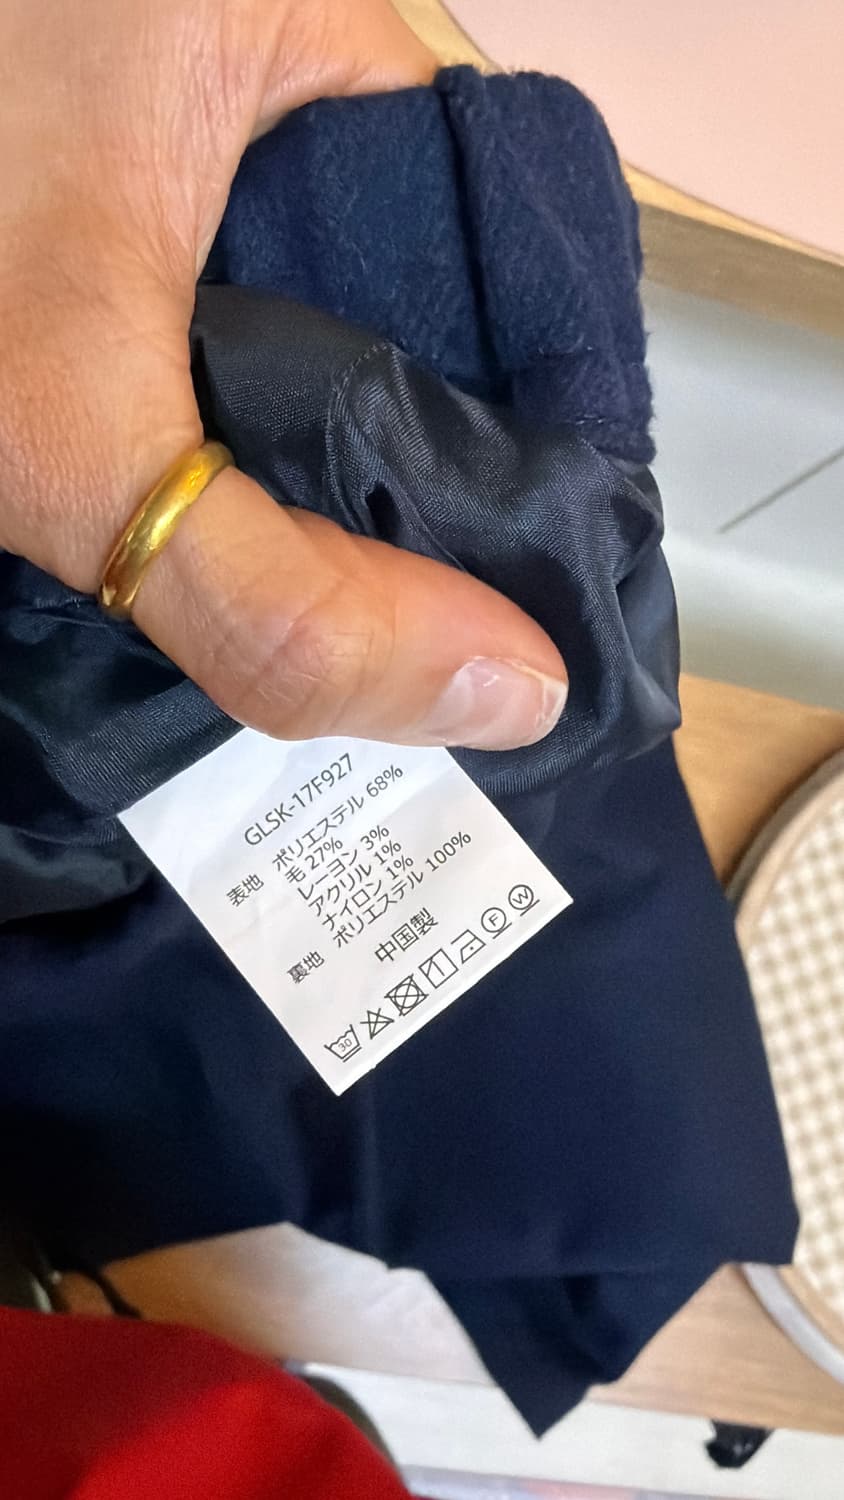 GLSK-17F927
表地 ポリエステル 68%
毛 27%
レーヨン 3%
アクリル 1%
ナイロン 1%
裏地 ポリエステル 100%
中国製
30 F W